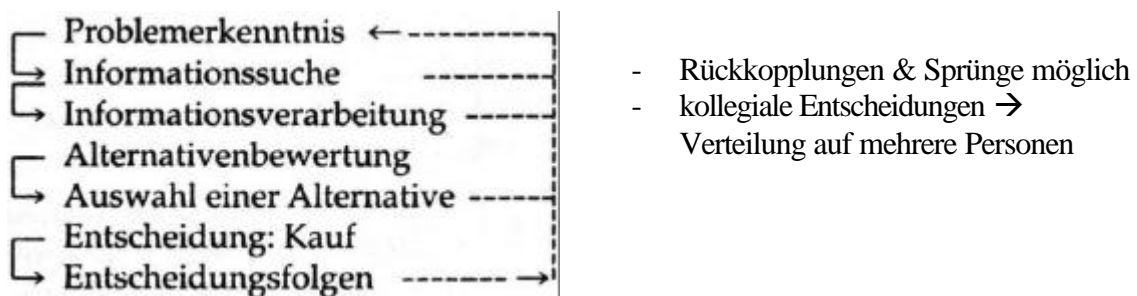 Problemerkenntnis
Informationssuche
Informationsverarbeitung
Alternativenbewertung
Auswahl einer Alternative
Entscheidung: Kauf
Entscheidungsfolgen
- Rückkopplungen & Sprünge möglich
- kollegiale Entscheidungen →
Verteilung auf mehrere Personen